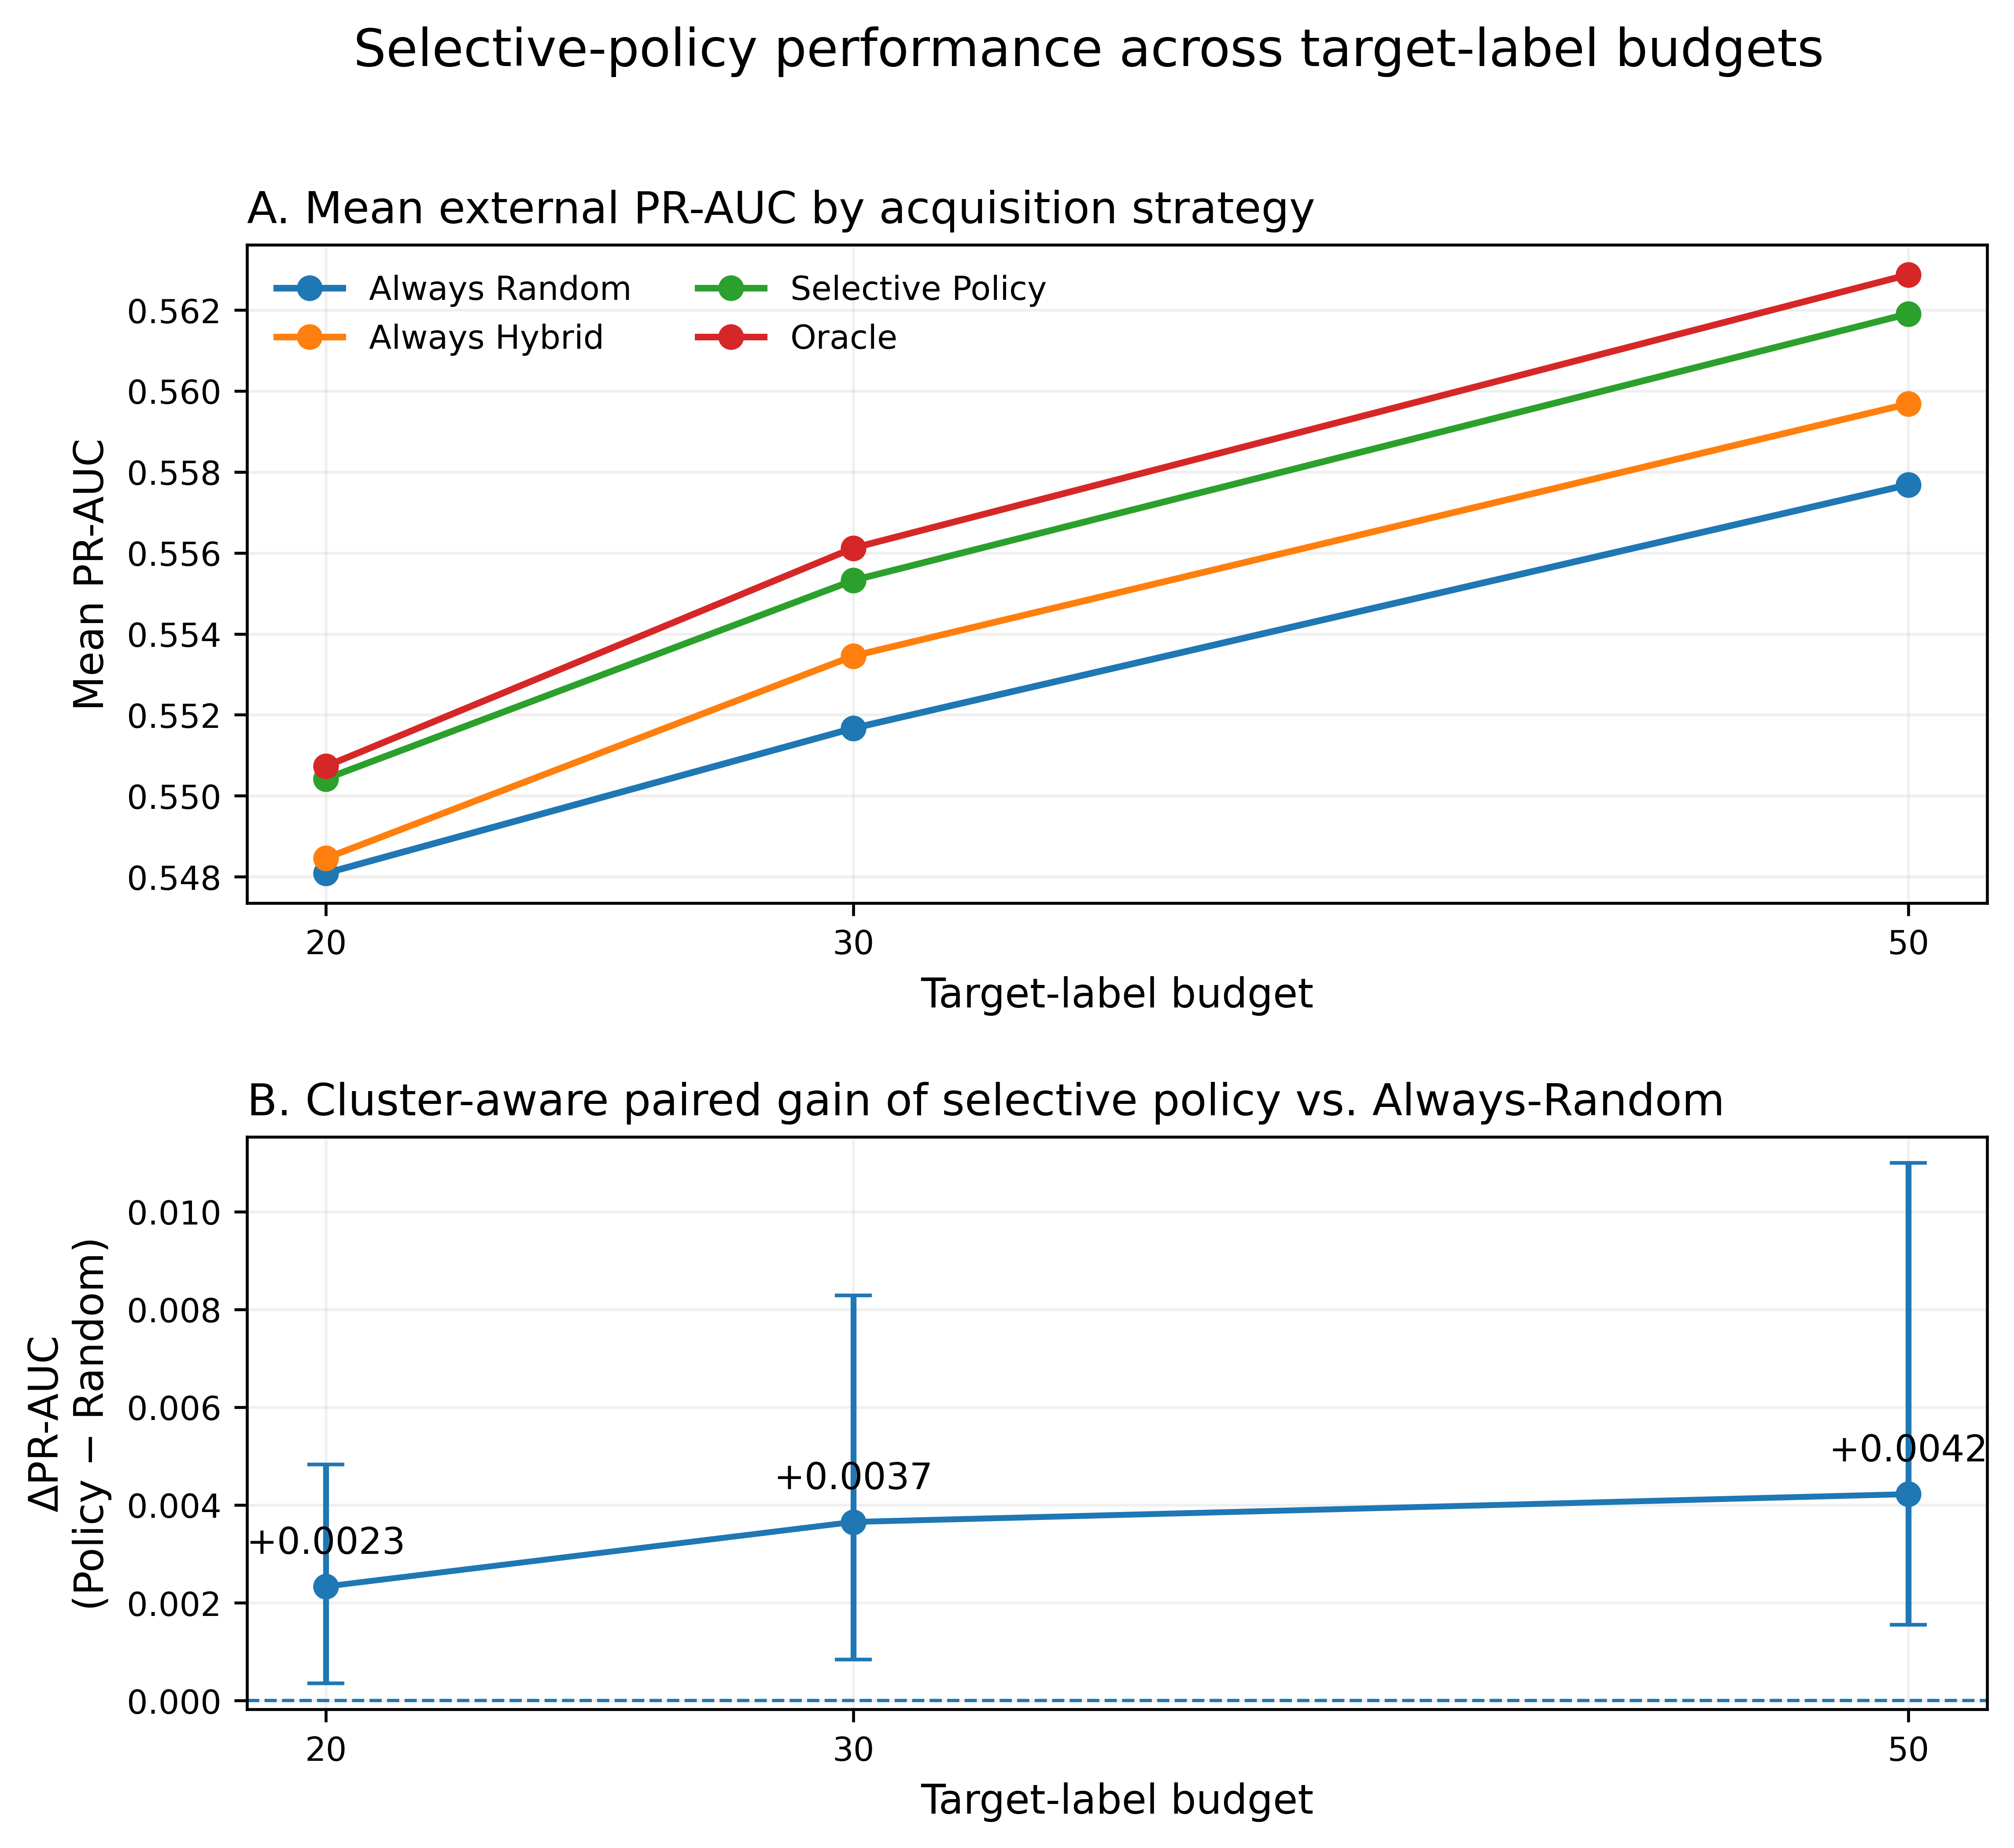 Selective-policy performance across target-label budgets
A. Mean external PR-AUC by acquisition strategy
Always Random
Always Hybrid
Selective Policy
Oracle
Mean PR-AUC
0.562
0.560
0.558
0.556
0.554
0.552
0.550
0.548
20
30
50
Target-label budget
B. Cluster-aware paired gain of selective policy vs. Always-Random
ΔPR-AUC
(Policy − Random)
0.010
0.008
0.006
0.004
0.002
0.000
+0.0023
+0.0037
+0.0042
20
30
50
Target-label budget